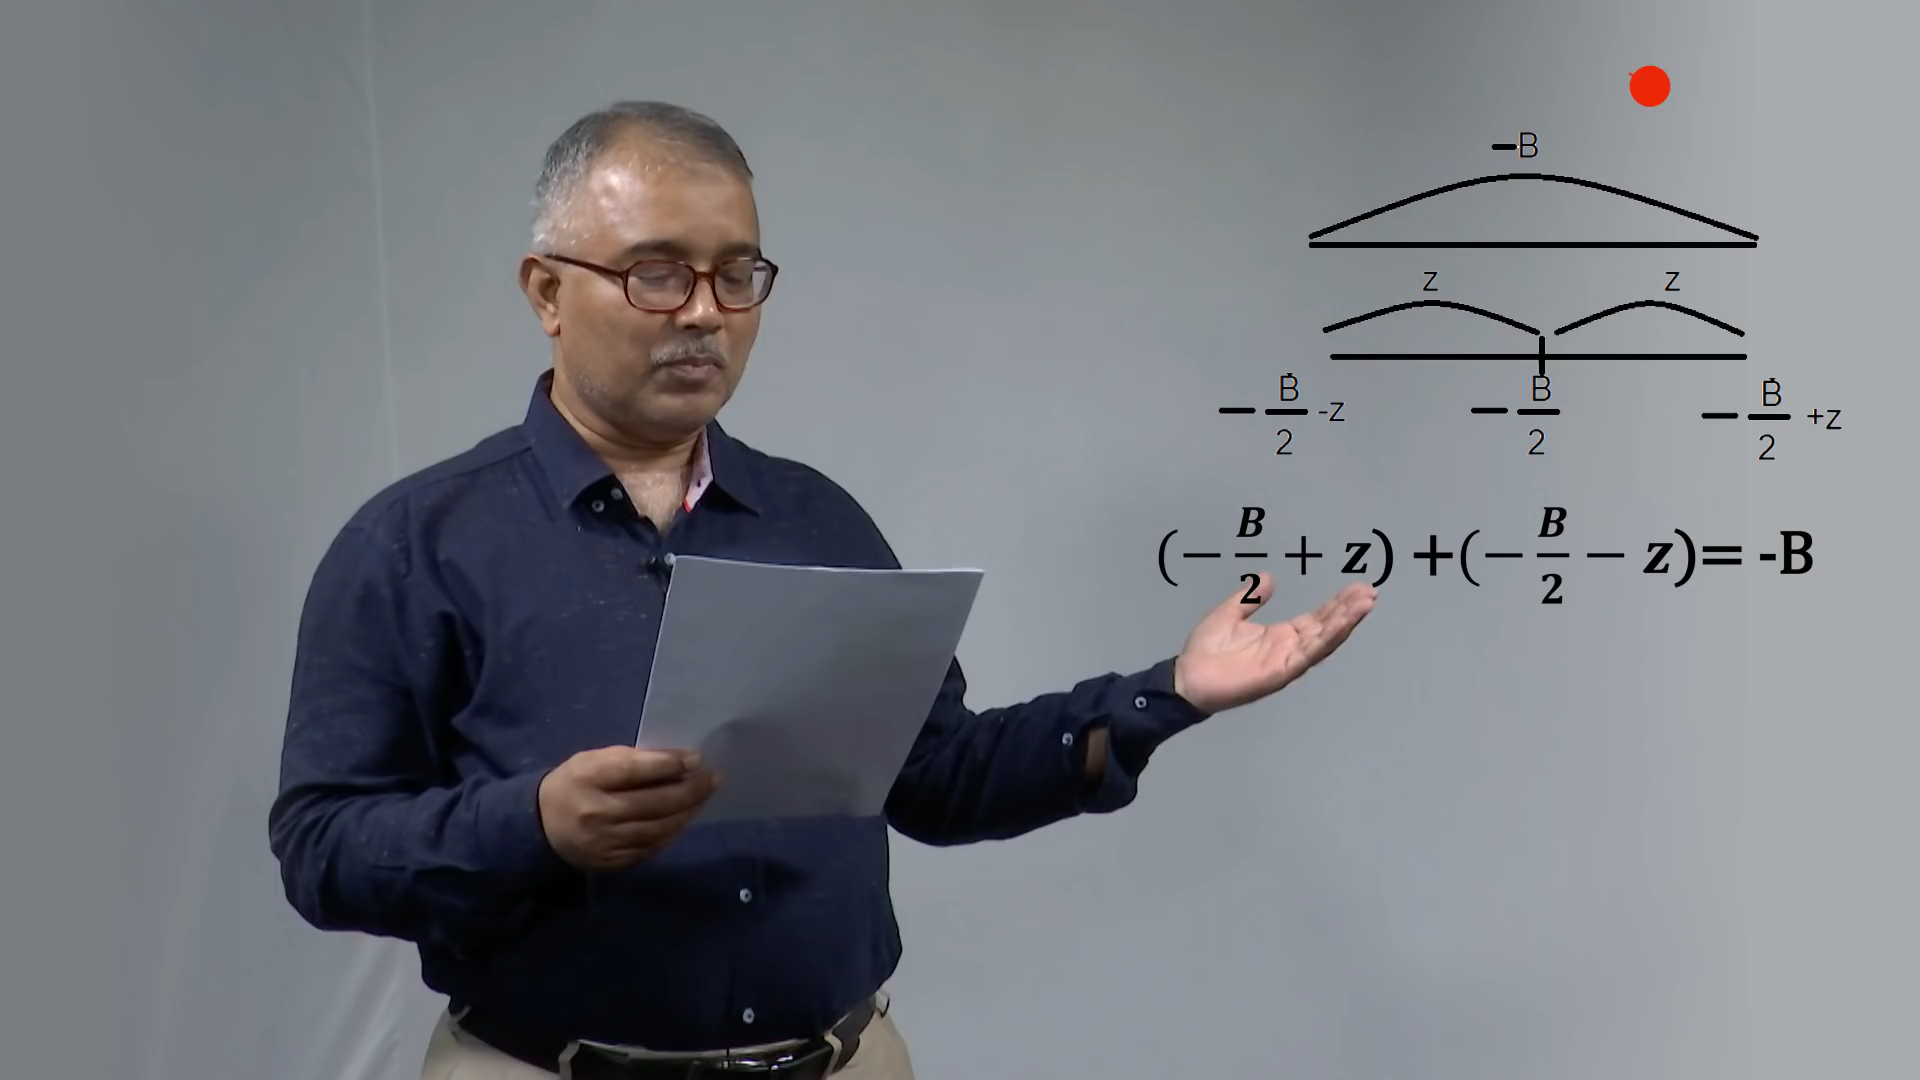 -B
z z
- B/2 -z - B/2 - B/2 +z
(- B/2 + z) +(- B/2 - z)= -B